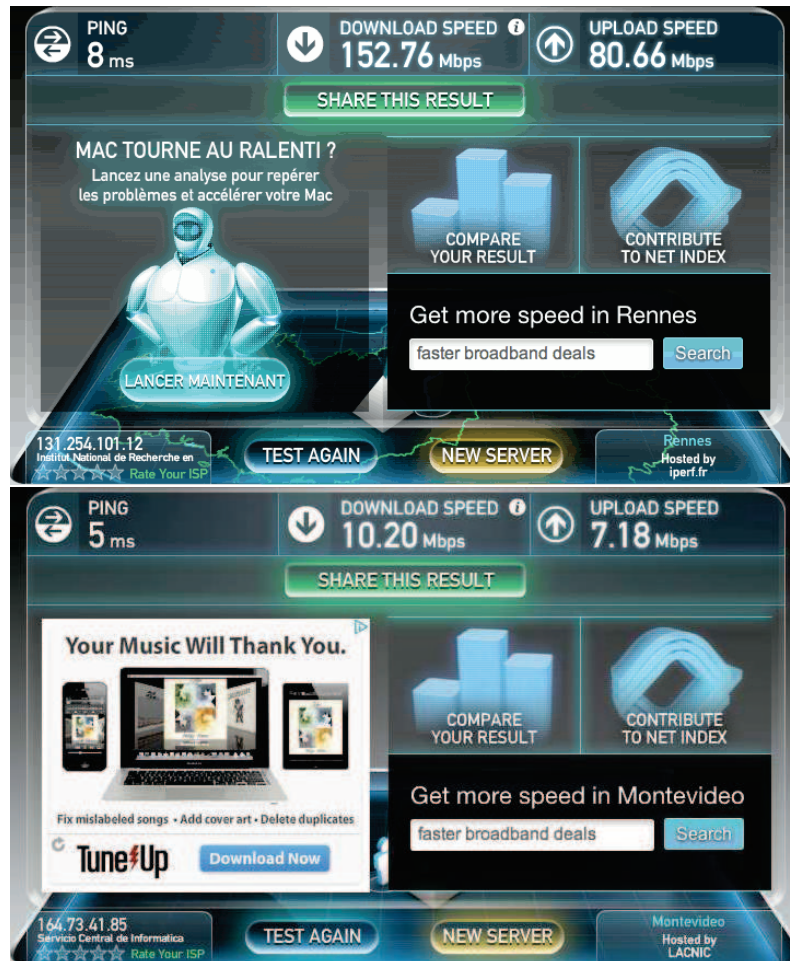 PING
8 ms
DOWNLOAD SPEED i
152.76 Mbps
UPLOAD SPEED
80.66 Mbps
SHARE THIS RESULT
MAC TOURNE AU RALENTI ?
Lancez une analyse pour repérer
les problèmes et accélérer votre Mac
LANCER MAINTENANT
COMPARE
YOUR RESULT
CONTRIBUTE
TO NET INDEX
Get more speed in Rennes
faster broadband deals
Search
131.254.101.12
Institut National de Recherche en
Rate Your ISP
TEST AGAIN
NEW SERVER
Rennes
Hosted by
iperf.fr
PING
5 ms
DOWNLOAD SPEED i
10.20 Mbps
UPLOAD SPEED
7.18 Mbps
SHARE THIS RESULT
Your Music Will Thank You.
Fix mislabeled songs • Add cover art • Delete duplicates
TuneUp
Download Now
COMPARE
YOUR RESULT
CONTRIBUTE
TO NET INDEX
Get more speed in Montevideo
faster broadband deals
Search
164.73.41.85
Servicio Central de Informatica
Rate Your ISP
TEST AGAIN
NEW SERVER
Montevideo
Hosted by
LACNIC